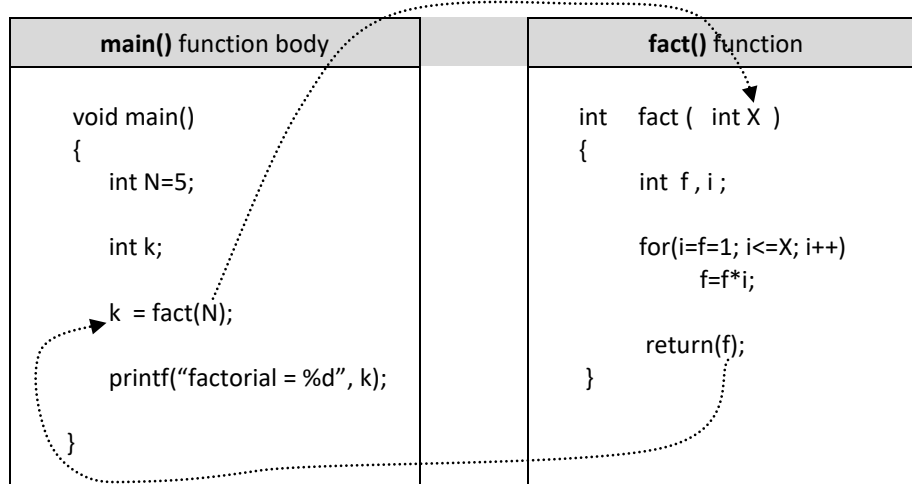 main() function body
void main()
{
int N=5;
int k;
k = fact(N);
printf(“factorial = %d”, k);
}
fact() function
int fact ( int X )
{
int f , i ;
for(i=f=1; i<=X; i++)
f=f*i;
return(f);
}